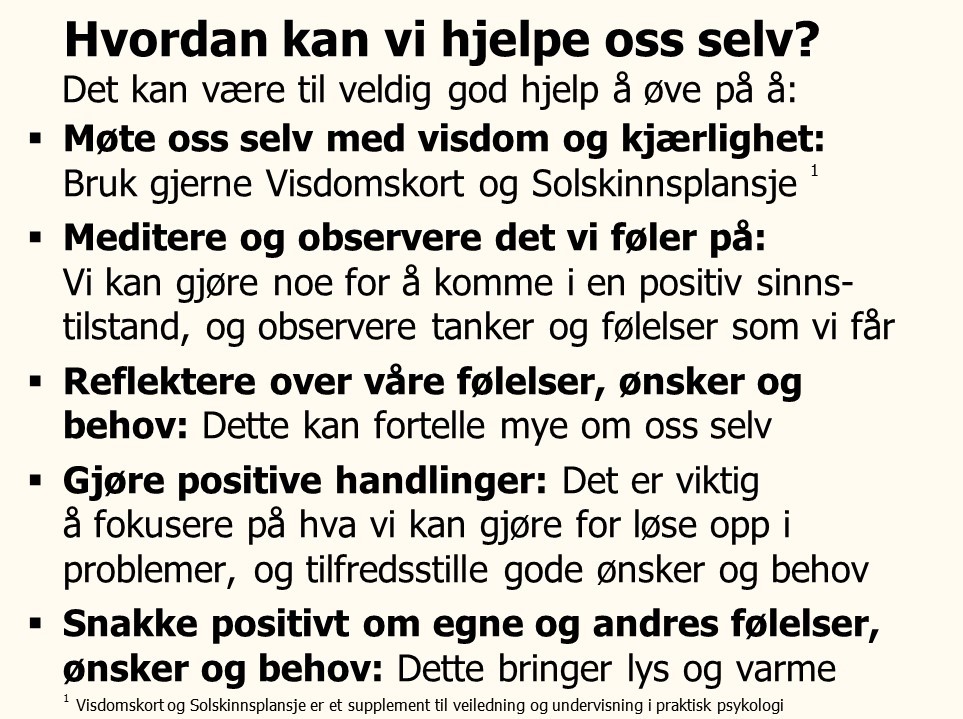 Hvordan kan vi hjelpe oss selv?
Det kan være til veldig god hjelp å øve på å:
▪ Møte oss selv med visdom og kjærlighet:
Bruk gjerne Visdomskort og Solskinnsplansje ¹
▪ Meditere og observere det vi føler på:
Vi kan gjøre noe for å komme i en positiv sinns-
tilstand, og observere tanker og følelser som vi får
▪ Reflektere over våre følelser, ønsker og
behov: Dette kan fortelle mye om oss selv
▪ Gjøre positive handlinger: Det er viktig
å fokusere på hva vi kan gjøre for løse opp i
problemer, og tilfredsstille gode ønsker og behov
▪ Snakke positivt om egne og andres følelser,
ønsker og behov: Dette bringer lys og varme
¹ Visdomskort og Solskinnsplansje er et supplement til veiledning og undervisning i praktisk psykologi